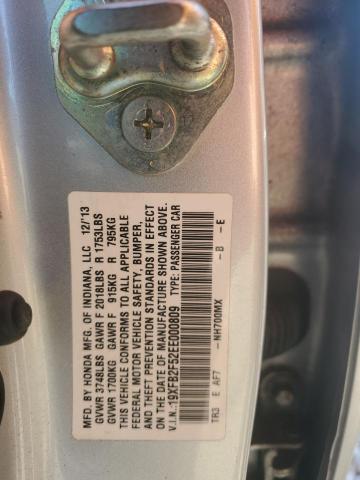 MFD. BY HONDA MFG. OF INDIANA, LLC 12/13
GVWR 3748LBS GAWR F 2018LBS R 1753LBS
GVWR 1700KG GAWR F 915KG R 795KG
THIS VEHICLE CONFORMS TO ALL APPLICABLE
FEDERAL MOTOR VEHICLE SAFETY, BUMPER,
AND THEFT PREVENTION STANDARDS IN EFFECT
ON THE DATE OF MANUFACTURE SHOWN ABOVE.
V.I.N.: 19XFB2F52EE000809 TYPE: PASSENGER CAR
TR3 E AF7 -NH700MX -B -E